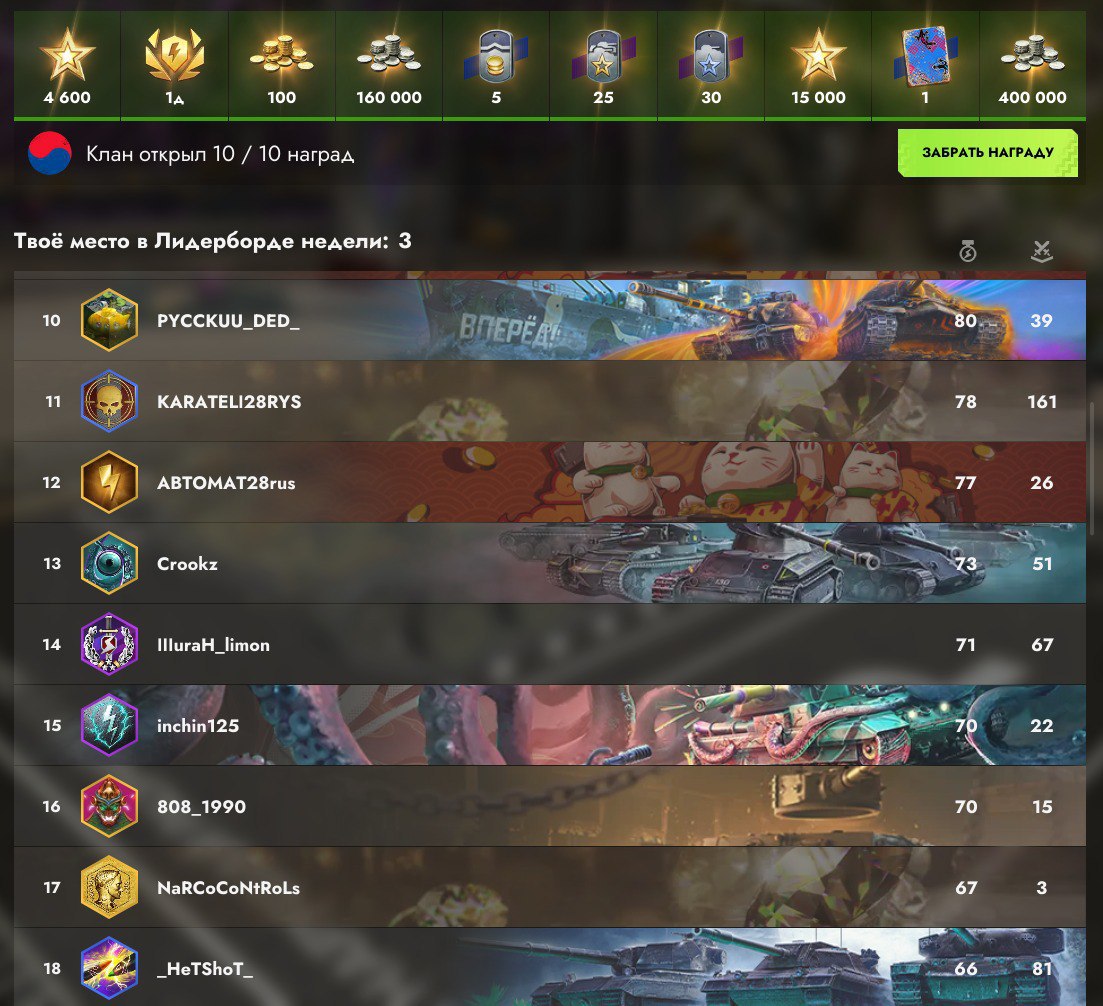 4 600 1д 100 160 000 5 25 30 15 000 1 400 000
Клан открыл 10 / 10 наград
ЗАБРАТЬ НАГРАДУ
Твоё место в Лидерборде недели: 3
10 PYCCKUU_DED_ ВПЕРЁД! 80 39
11 KARATELI28RYS 78 161
12 ABTOMAT28rus 77 26
13 Crookz 73 51
14 IIIuraH_limon 71 67
15 inchin125 70 22
16 808_1990 70 15
17 NaRCoCoNtRoLs 67 3
18 _HeTShoT_ 66 81